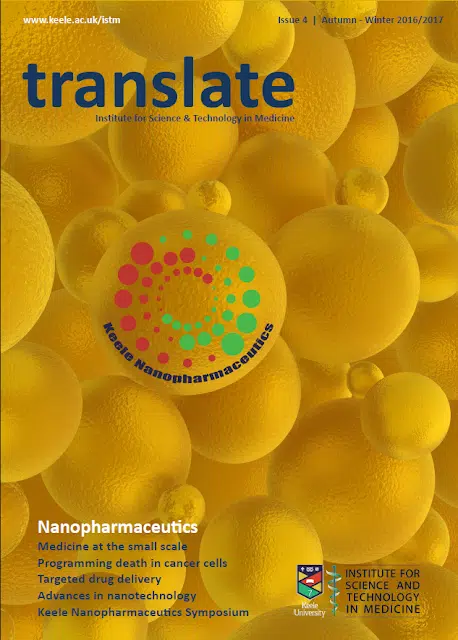 www.keele.ac.uk/istm
Issue 4 | Autumn - Winter 2016/2017
translate
Institute for Science & Technology in Medicine
Keele Nanopharmaceutics
Nanopharmaceutics
Medicine at the small scale
Programming death in cancer cells
Targeted drug delivery
Advances in nanotechnology
Keele Nanopharmaceutics Symposium
Keele
University
INSTITUTE FOR
SCIENCE AND
TECHNOLOGY
IN MEDICINE